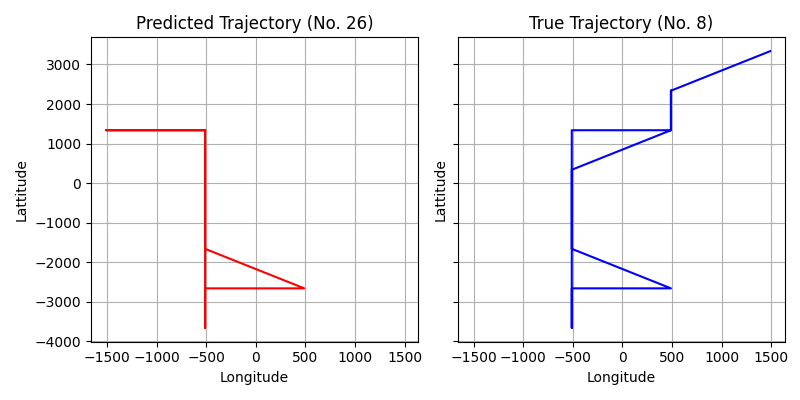 Predicted Trajectory (No. 26)
True Trajectory (No. 8)
3000
2000
1000
0
−1000
−2000
−3000
−4000
Lattitude
Lattitude
−1500 −1000 −500 0 500 1000 1500
−1500 −1000 −500 0 500 1000 1500
Longitude
Longitude